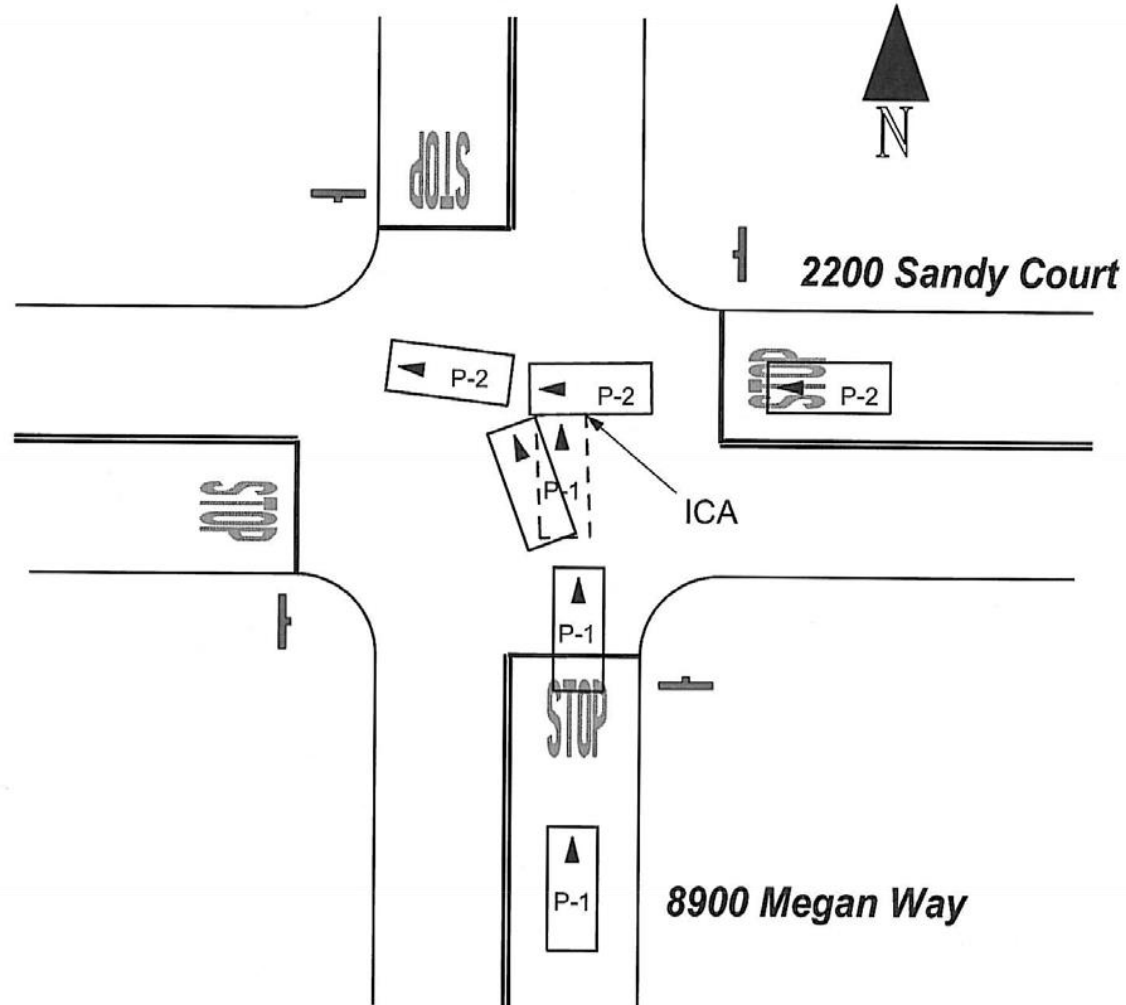 STOP
N
2200 Sandy Court
P-2
P-2
STOP
P-2
STOP
P-1
ICA
P-1
STOP
P-1
8900 Megan Way